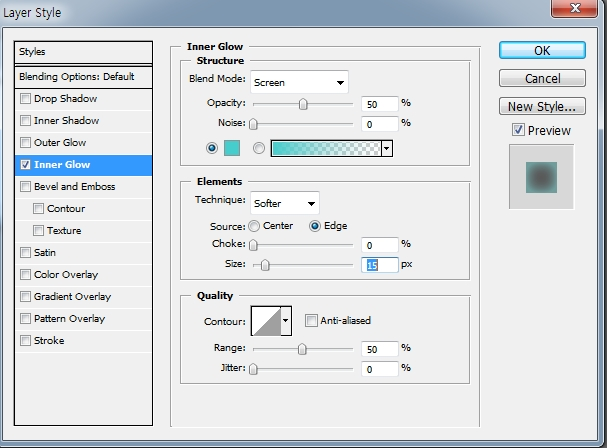 Layer Style
Styles
Blending Options: Default
Drop Shadow
Inner Shadow
Outer Glow
Inner Glow
Bevel and Emboss
Contour
Texture
Satin
Color Overlay
Gradient Overlay
Pattern Overlay
Stroke
Inner Glow
Structure
Blend Mode: Screen
Opacity: 50 %
Noise: 0 %
Elements
Technique: Softer
Source: Center Edge
Choke: 0 %
Size: 15 px
Quality
Contour: Anti-aliased
Range: 50 %
Jitter: 0 %
OK
Cancel
New Style...
Preview